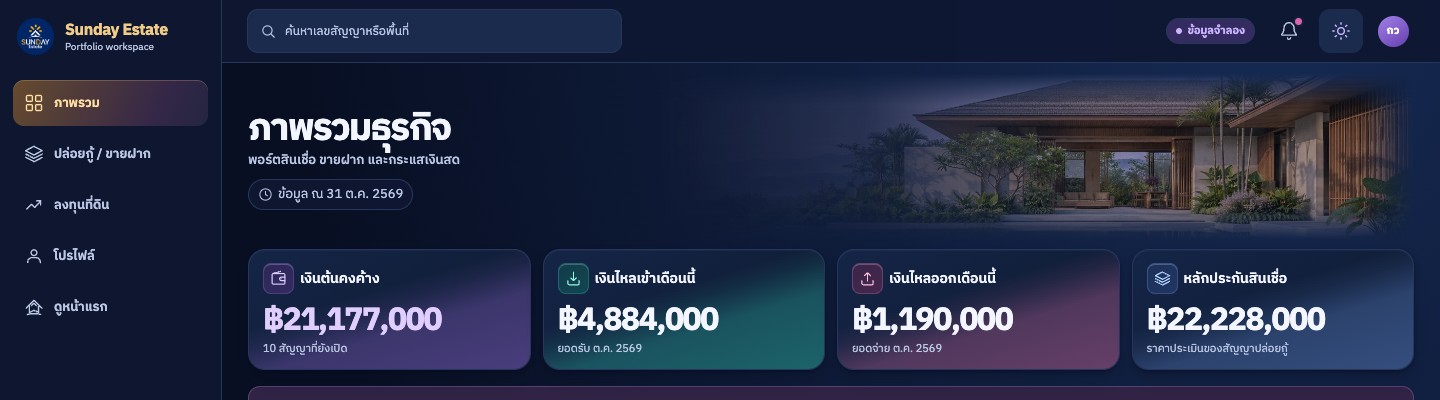 SUNDAY
Estate
Sunday Estate
Portfolio workspace
ค้นหาเลขสัญญาหรือพื้นที่
ข้อมูลจำลอง
กว
ภาพรวม
ปล่อยกู้ / ขายฝาก
ลงทุนที่ดิน
โปรไฟล์
ดูหน้าแรก
ภาพรวมธุรกิจ
พอร์ตสินเชื่อ ขายฝาก และกระแสเงินสด
ข้อมูล ณ 31 ต.ค. 2569
เงินต้นคงค้าง
฿21,177,000
10 สัญญาที่ยังเปิด
เงินไหลเข้าเดือนนี้
฿4,884,000
ยอดรับ ต.ค. 2569
เงินไหลออกเดือนนี้
฿1,190,000
ยอดจ่าย ต.ค. 2569
หลักประกันสินเชื่อ
฿22,228,000
ราคาประเมินของสัญญาปล่อยกู้